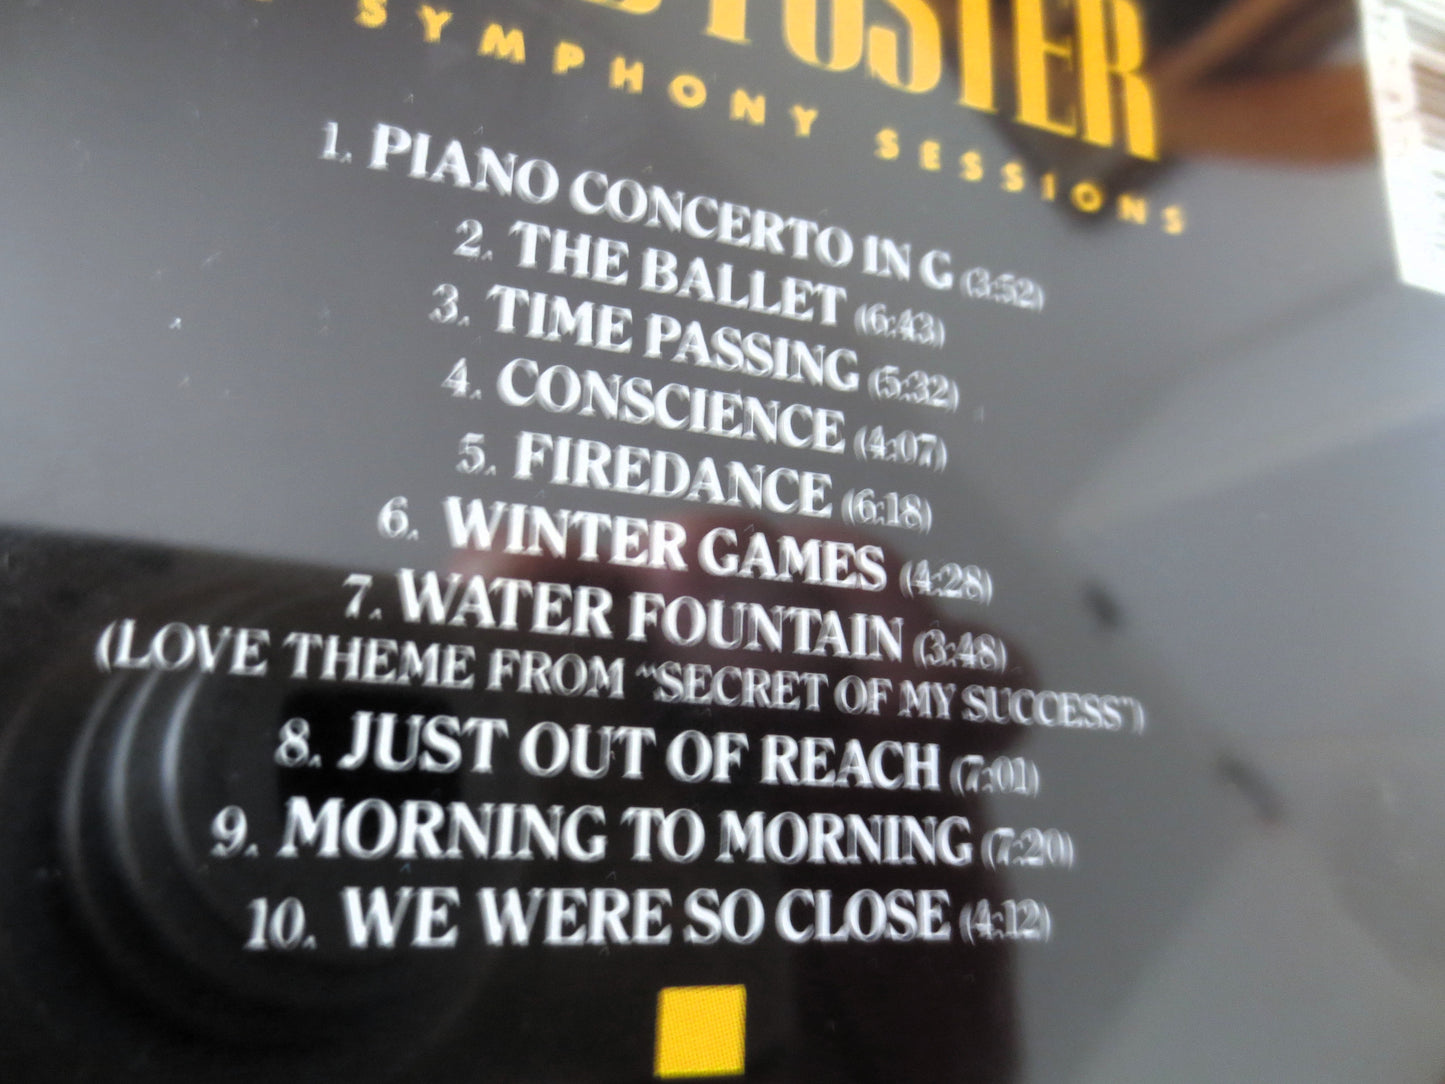 FOSTER
SYMPHONY SESSIONS
1. PIANO CONCERTO IN G (3:52)
2. THE BALLET (6:43)
3. TIME PASSING (5:32)
4. CONSCIENCE (4:07)
5. FIREDANCE (6:18)
6. WINTER GAMES (4:28)
7. WATER FOUNTAIN (3:48)
(LOVE THEME FROM "SECRET OF MY SUCCESS")
8. JUST OUT OF REACH (7:01)
9. MORNING TO MORNING (7:20)
10. WE WERE SO CLOSE (4:12)